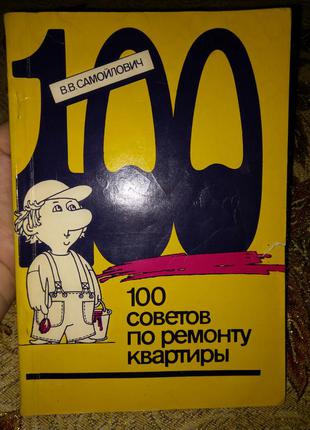 100
В.В.САМОЙЛОВИЧ
100
советов
по ремонту
квартиры